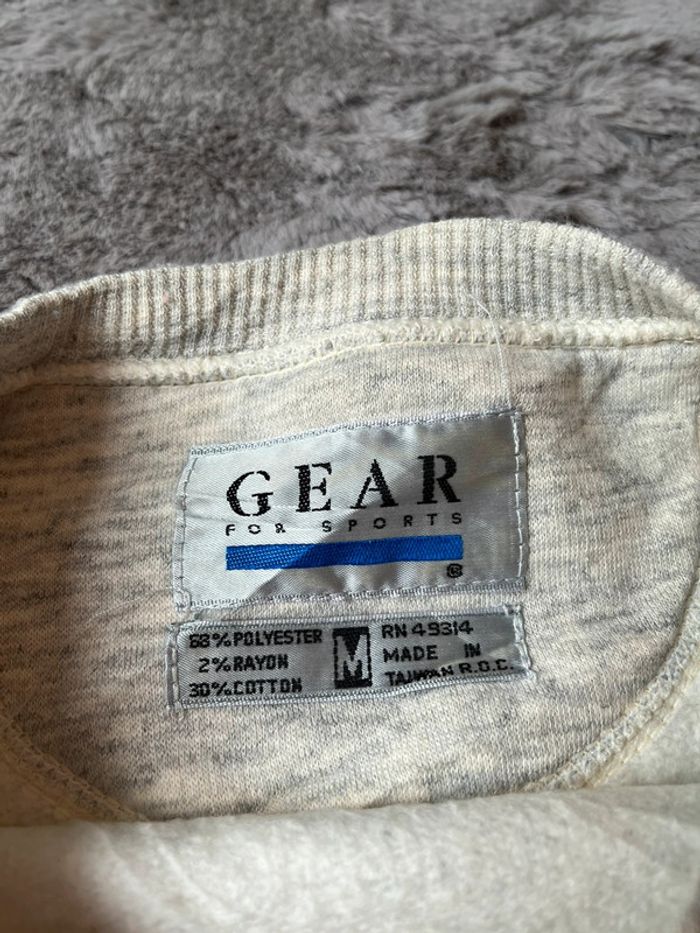 GEAR
FOR SPORTS
®
68% POLYESTER
2% RAYON
30% COTTON
M
RN 49314
MADE IN
TAIWAN R.O.C.